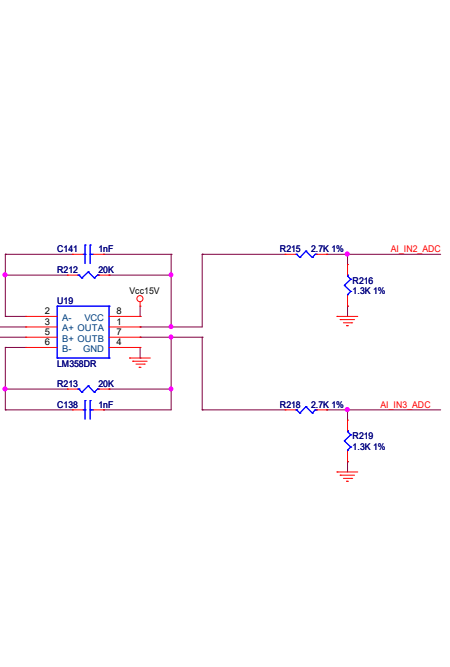 C141 1nF
R212 20K
U19
Vcc15V
2 A- VCC 8
3 A+ OUTA 1
5 B+ OUTB 7
6 B- GND 4
LM358DR
R213 20K
C138 1nF
R215 2.7K 1% AI_IN2_ADC
R216
1.3K 1%
R218 2.7K 1% AI_IN3_ADC
R219
1.3K 1%